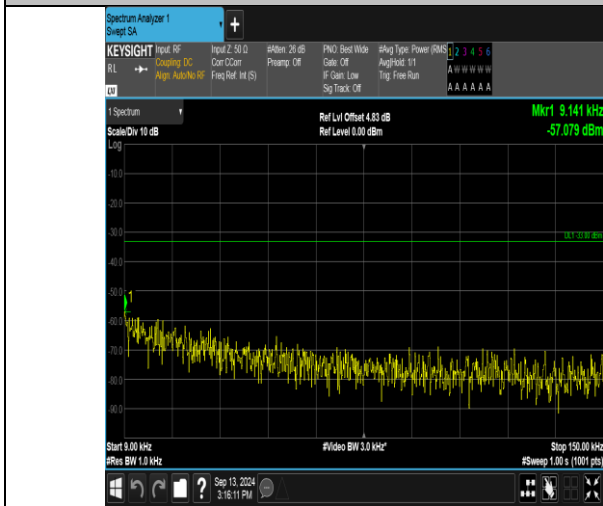 Spectrum Analyzer 1
Swept SA
+
KEYSIGHT Input: RF Input Z: 50 Ω #Atten: 26 dB PNO: Best Wide #Avg Type: Power (RMS 1 2 3 4 5 6
RL Coupling: DC Corr CCorr Preamp: Off Gate: Off Avg|Hold: 1/1 A W W W W W
Align: Auto/No RF Freq Ref: Int (S) IF Gain: Low Trig: Free Run
Sig Track: Off A A A A A A
LXI
1 Spectrum Ref Lvl Offset 4.83 dB Mkr1 9.141 kHz
Scale/Div 10 dB Ref Level 0.00 dBm -57.079 dBm
Log
-10.0
-20.0
-30.0
DL1 -33.00 dBm
-40.0
-50.0
1
-60.0
-70.0
-80.0
-90.0
Start 9.00 kHz #Video BW 3.0 kHz* Stop 150.00 kHz
#Res BW 1.0 kHz #Sweep 1.00 s (1001 pts)
? Sep 13, 2024
3:16:11 PM